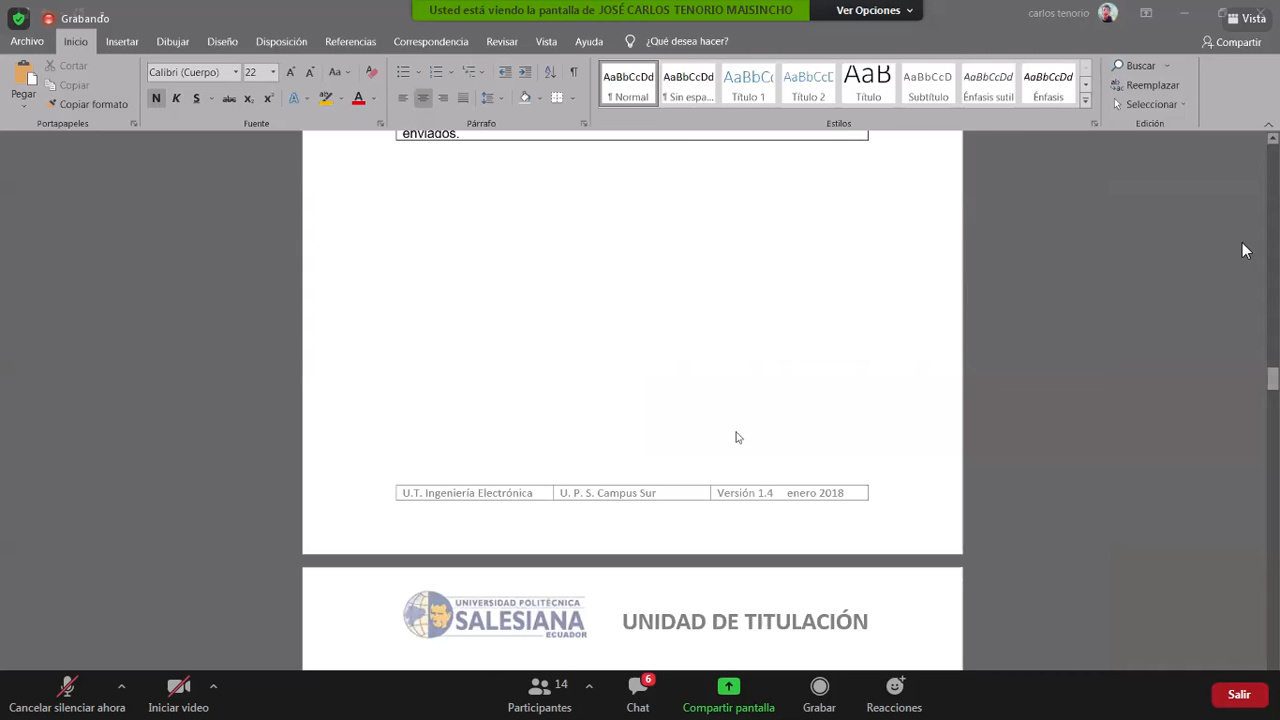 Grabando
Usted está viendo la pantalla de JOSÉ CARLOS TENORIO MAISINCHO
Ver Opciones
carlos tenorio
Vista
Archivo Inicio Insertar Dibujar Diseño Disposición Referencias Correspondencia Revisar Vista Ayuda ¿Qué desea hacer? Compartir
Pegar
Cortar
Copiar
Copiar formato
Calibri (Cuerpo) 22
N K S abc x₂ x²
AaBbCcDd AaBbCcDd AaBbCc AaBbCcD AaB AaBbCcD AaBbCcDd AaBbCcDd
¶ Normal ¶ Sin espa... Título 1 Título 2 Título Subtítulo Énfasis sutil Énfasis
Buscar
Reemplazar
Seleccionar
Portapapeles Fuente Párrafo Estilos Edición
enviados.
U.T. Ingeniería Electrónica U. P. S. Campus Sur Versión 1.4 enero 2018
UNIVERSIDAD POLITÉCNICA
SALESIANA
ECUADOR
UNIDAD DE TITULACIÓN
Cancelar silenciar ahora
Iniciar video
14
Participantes
6
Chat
Compartir pantalla
Grabar
Reacciones
Salir